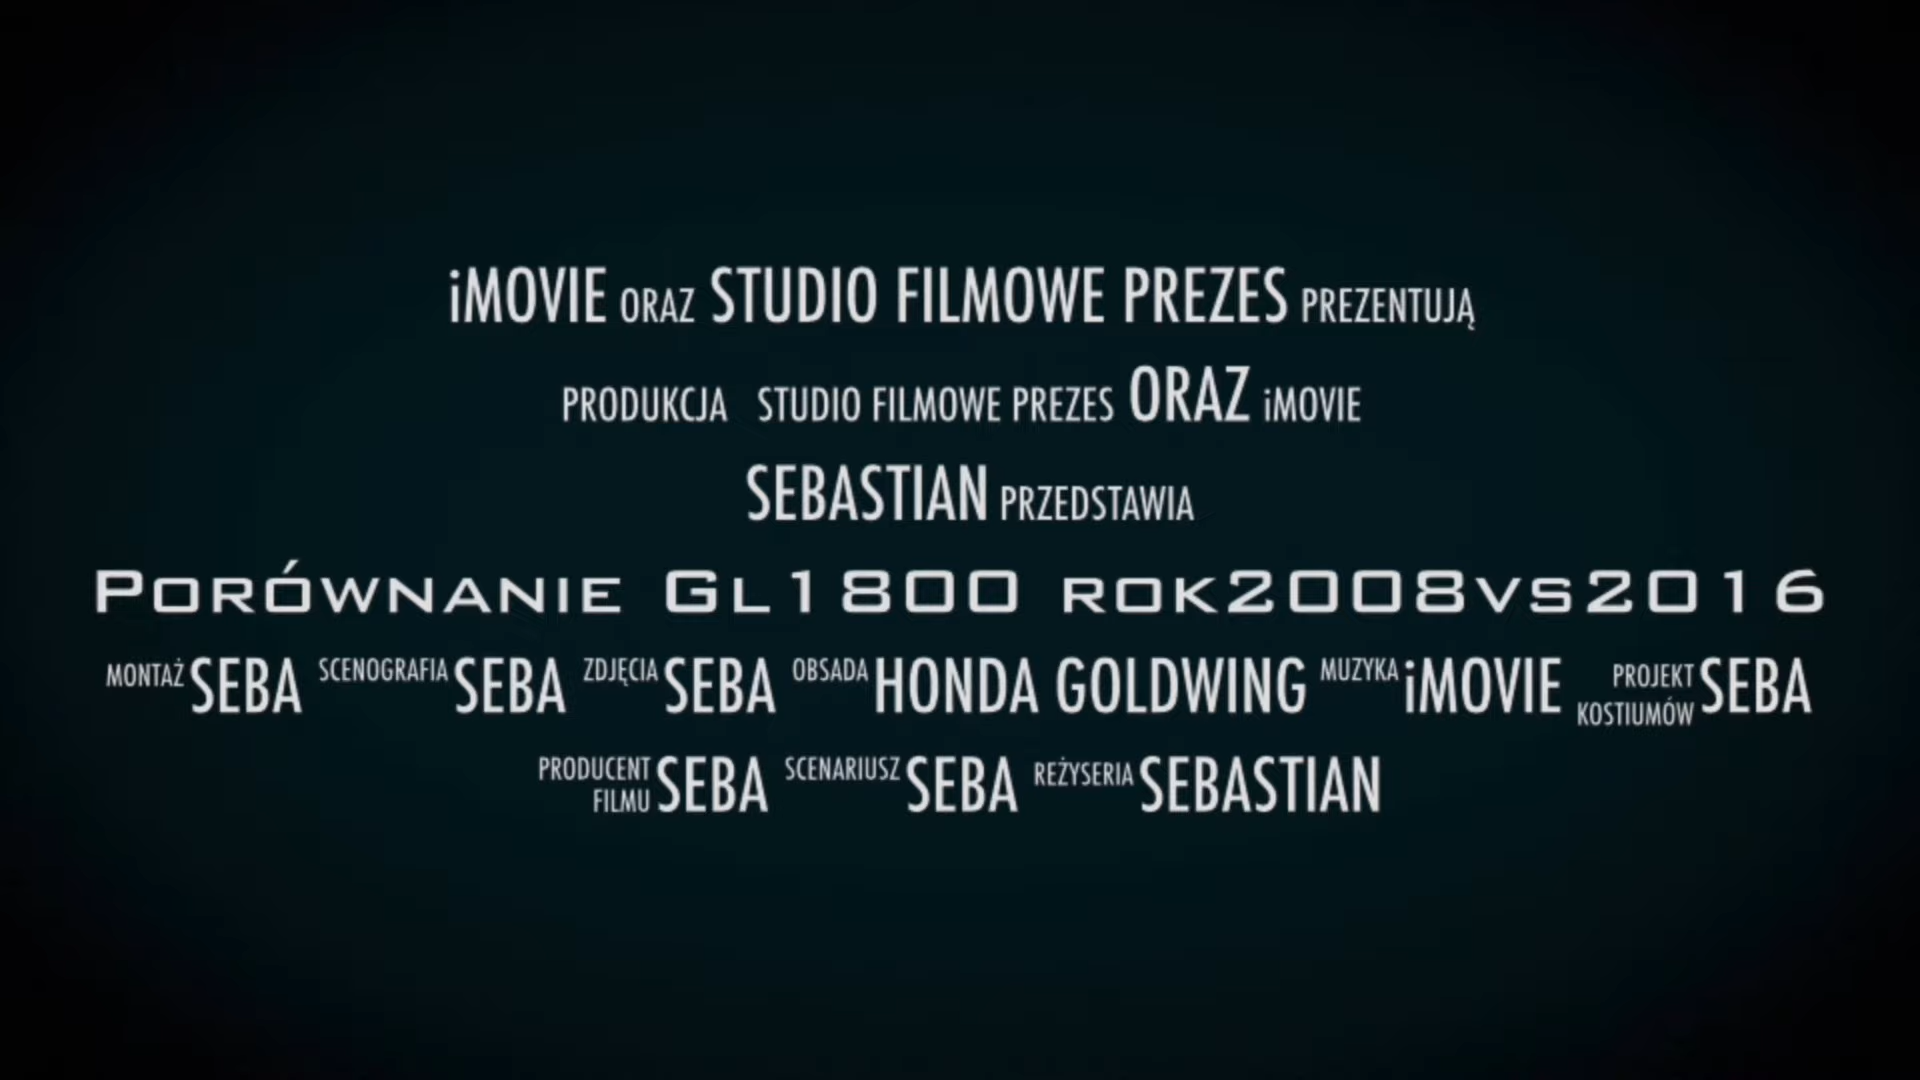 iMOVIE ORAZ STUDIO FILMOWE PREZES PREZENTUJĄ
PRODUKCJA STUDIO FILMOWE PREZES ORAZ iMOVIE
SEBASTIAN PRZEDSTAWIA
Porównanie Gl1800 rok2008vs2016
MONTAŻ SEBA SCENOGRAFIA SEBA ZDJĘCIA SEBA OBSADA HONDA GOLDWING MUZYKA iMOVIE PROJEKT KOSTIUMÓW SEBA
PRODUCENT FILMU SEBA SCENARIUSZ SEBA REŻYSERIA SEBASTIAN